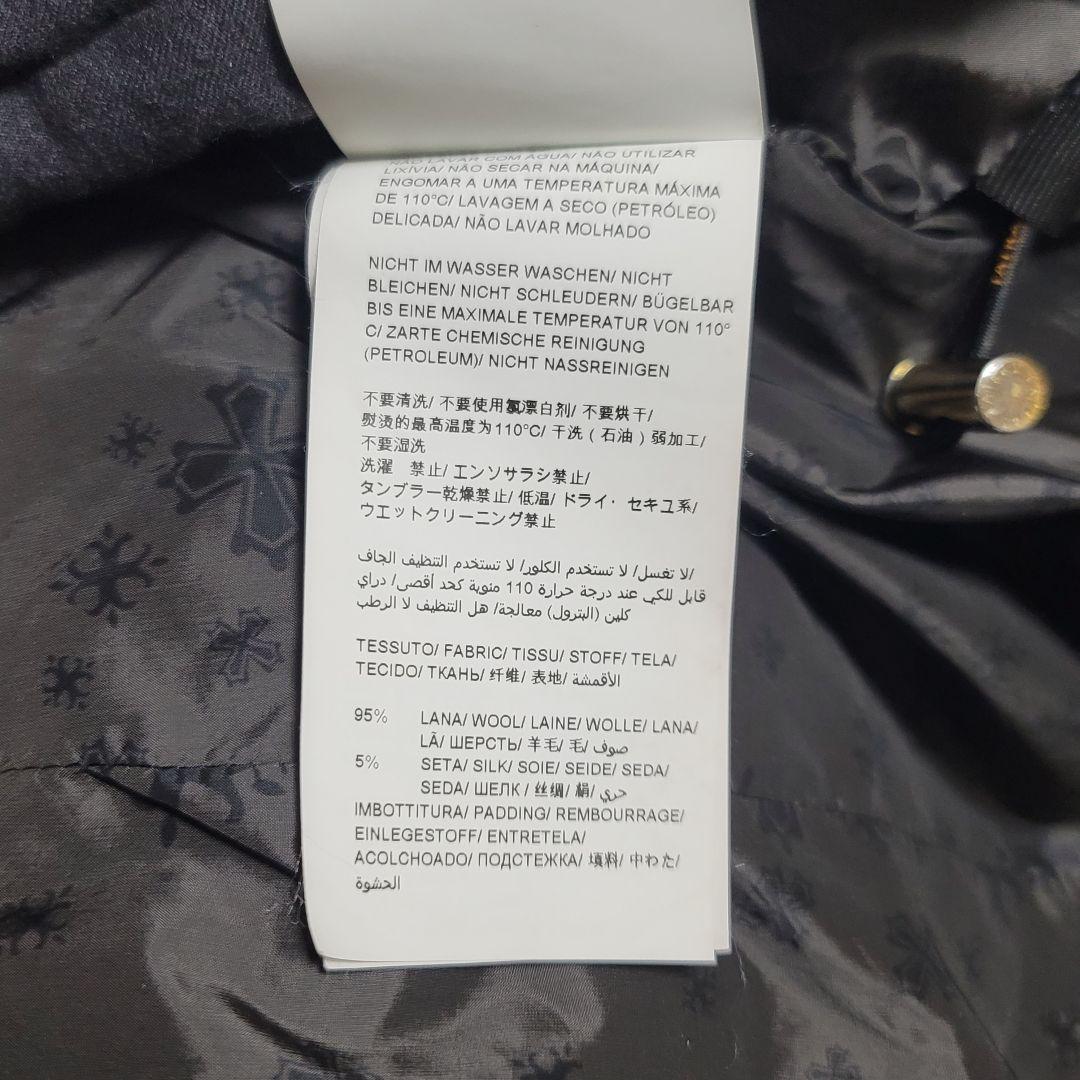 NÃO LAVAR COM AGUA/ NÃO UTILIZAR
LIXÍVIA/ NÃO SECAR NA MÁQUINA/
ENGOMAR A UMA TEMPERATURA MÁXIMA
DE 110°C/ LAVAGEM A SECO (PETRÓLEO)
DELICADA/ NÃO LAVAR MOLHADO
NICHT IM WASSER WASCHEN/ NICHT
BLEICHEN/ NICHT SCHLEUDERN/ BÜGELBAR
BIS EINE MAXIMALE TEMPERATUR VON 110°
C/ ZARTE CHEMISCHE REINIGUNG
(PETROLEUM)/ NICHT NASSREINIGEN
不要清洗/ 不要使用氯漂白剂/ 不要烘干/
熨烫的最高温度为110°C/ 干洗（石油）弱加工/
不要湿洗
洗濯　禁止/ エンソサラシ禁止/
タンブラー乾燥禁止/ 低温/ ドライ・セキユ系/
ウエットクリーニング禁止
لا تغسل/ لا تستخدم الكلور/ لا تستخدم التنظيف الجاف/
قابل للكي عند درجة حرارة 110 مئوية كحد أقصى/ دراي
كلين (البترول) معالجة/ هل التنظيف لا الرطب
TESSUTO/ FABRIC/ TISSU/ STOFF/ TELA/
TECIDO/ ТКАНЬ/ 纤维/ 表地/ الأقمشة
95% LANA/ WOOL/ LAINE/ WOLLE/ LANA/
LÃ/ ШЕРСТЬ/ 羊毛/ 毛/ صوف/
5% SETA/ SILK/ SOIE/ SEIDE/ SEDA/
SEDA/ ШЕЛК / 丝绸/ 絹/ حري
IMBOTTITURA/ PADDING/ REMBOURRAGE/
EINLEGESTOFF/ ENTRETELA/
ACOLCHOADO/ ПОДСТЕЖКА/ 填料/ 中わた/
الحشوة